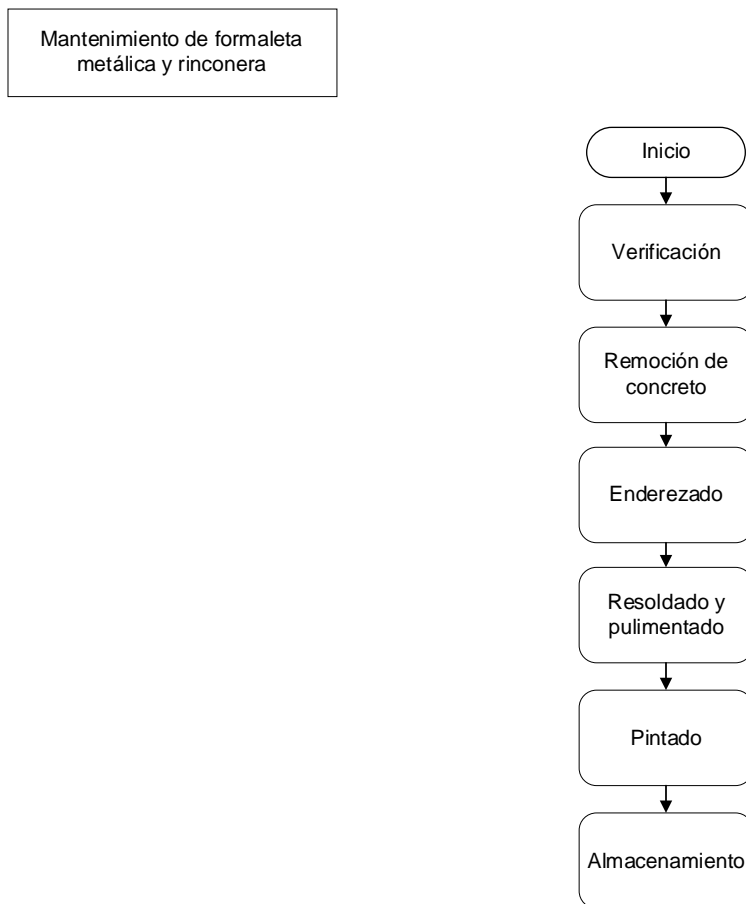 Mantenimiento de formaleta
metálica y rinconera
Inicio
Verificación
Remoción de
concreto
Enderezado
Resoldado y
pulimentado
Pintado
Almacenamiento